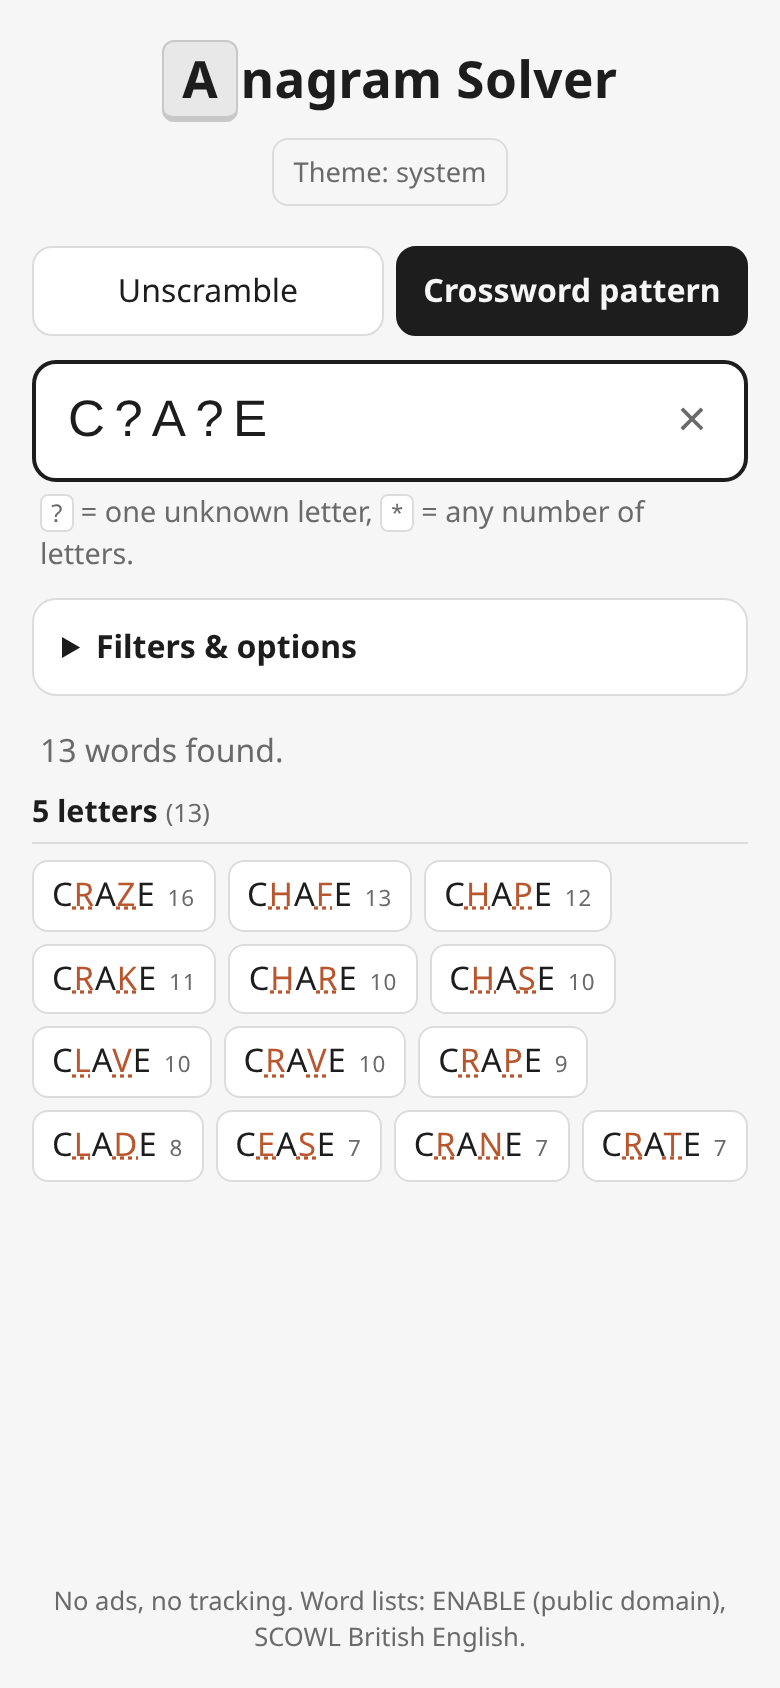 Anagram Solver
Theme: system
Unscramble Crossword pattern
C?A?E ×
? = one unknown letter, * = any number of
letters.
▶ Filters & options
13 words found.
5 letters (13)
CRAZE 16 CHAFE 13 CHAPE 12
CRAKE 11 CHARE 10 CHASE 10
CLAVE 10 CRAVE 10 CRAPE 9
CLADE 8 CEASE 7 CRANE 7 CRATE 7
No ads, no tracking. Word lists: ENABLE (public domain),
SCOWL British English.